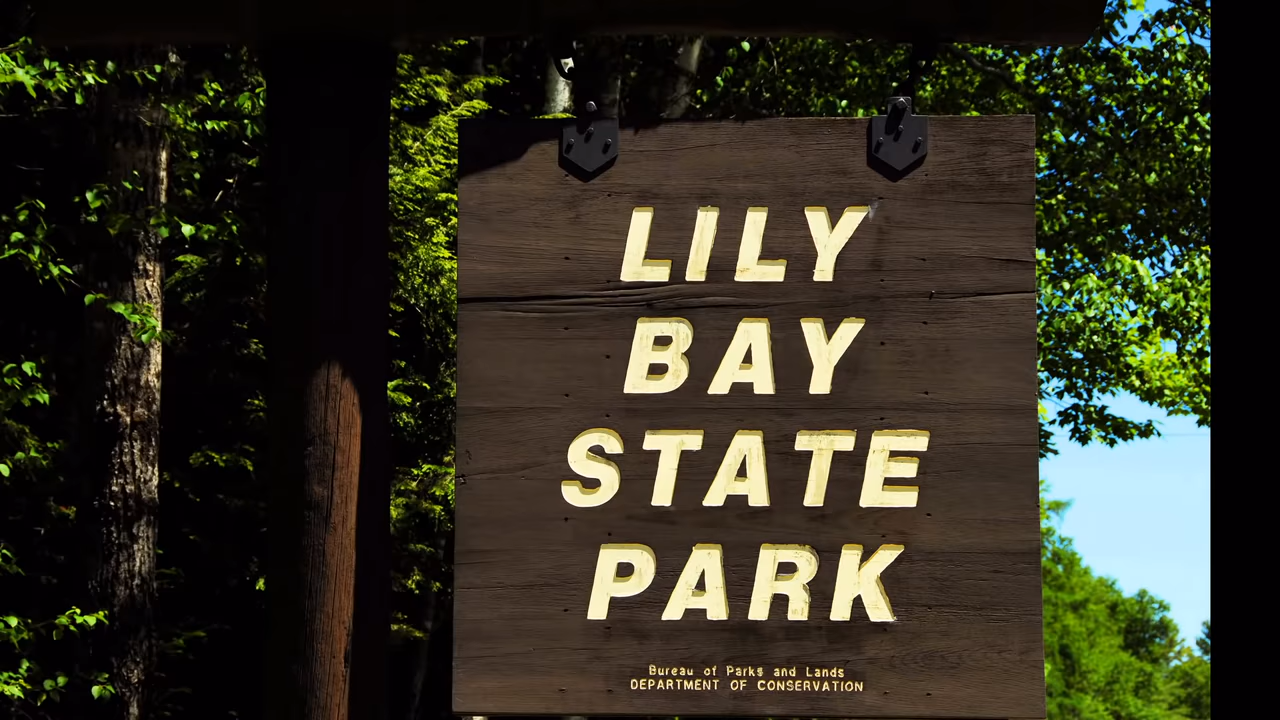 LILY
BAY
STATE
PARK
Bureau of Parks and Lands
DEPARTMENT OF CONSERVATION